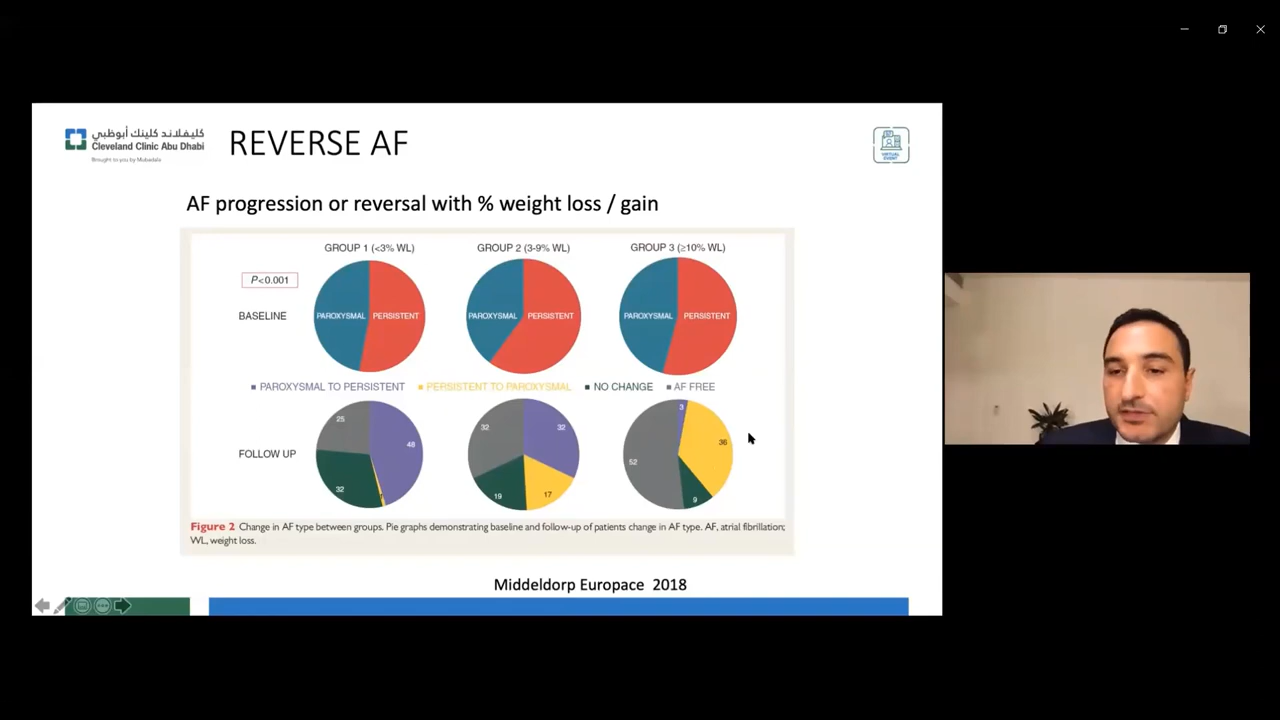 كليفلاند كلينك أبوظبي
Cleveland Clinic Abu Dhabi
Brought to you by Mubadala
REVERSE AF
VIRTUAL EVENT
AF progression or reversal with % weight loss / gain
GROUP 1 (<3% WL) GROUP 2 (3-9% WL) GROUP 3 (≥10% WL)
P<0.001
BASELINE PAROXYSMAL PERSISTENT PAROXYSMAL PERSISTENT PAROXYSMAL PERSISTENT
PAROXYSMAL TO PERSISTENT PERSISTENT TO PAROXYSMAL NO CHANGE AF FREE
FOLLOW UP
25 48 32
32 32 19 17
3 36 52 9
Figure 2 Change in AF type between groups. Pie graphs demonstrating baseline and follow-up of patients change in AF type. AF, atrial fibrillation;
WL, weight loss.
Middeldorp Europace 2018